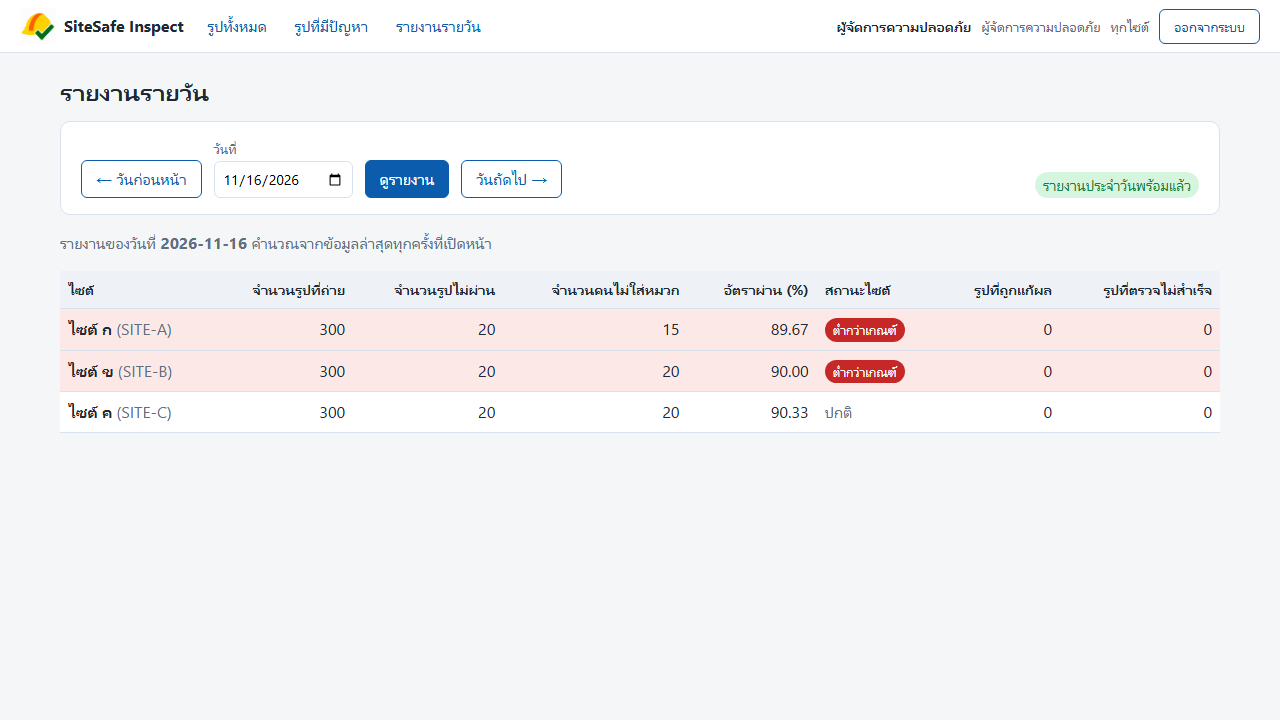 SiteSafe Inspect รูปทั้งหมด รูปที่มีปัญหา รายงานรายวัน ผู้จัดการความปลอดภัย ผู้จัดการความปลอดภัย ทุกไซต์ ออกจากระบบ
รายงานรายวัน
วันที่
← วันก่อนหน้า 11/16/2026 ดูรายงาน วันถัดไป → รายงานประจำวันพร้อมแล้ว
รายงานของวันที่ 2026-11-16 คำนวณจากข้อมูลล่าสุดทุกครั้งที่เปิดหน้า
ไซต์ จำนวนรูปที่ถ่าย จำนวนรูปไม่ผ่าน จำนวนคนไม่ใส่หมวก อัตราผ่าน (%) สถานะไซต์ รูปที่ถูกแก้ผล รูปที่ตรวจไม่สำเร็จ
ไซต์ ก (SITE-A) 300 20 15 89.67 ต่ำกว่าเกณฑ์ 0 0
ไซต์ ข (SITE-B) 300 20 20 90.00 ต่ำกว่าเกณฑ์ 0 0
ไซต์ ค (SITE-C) 300 20 20 90.33 ปกติ 0 0